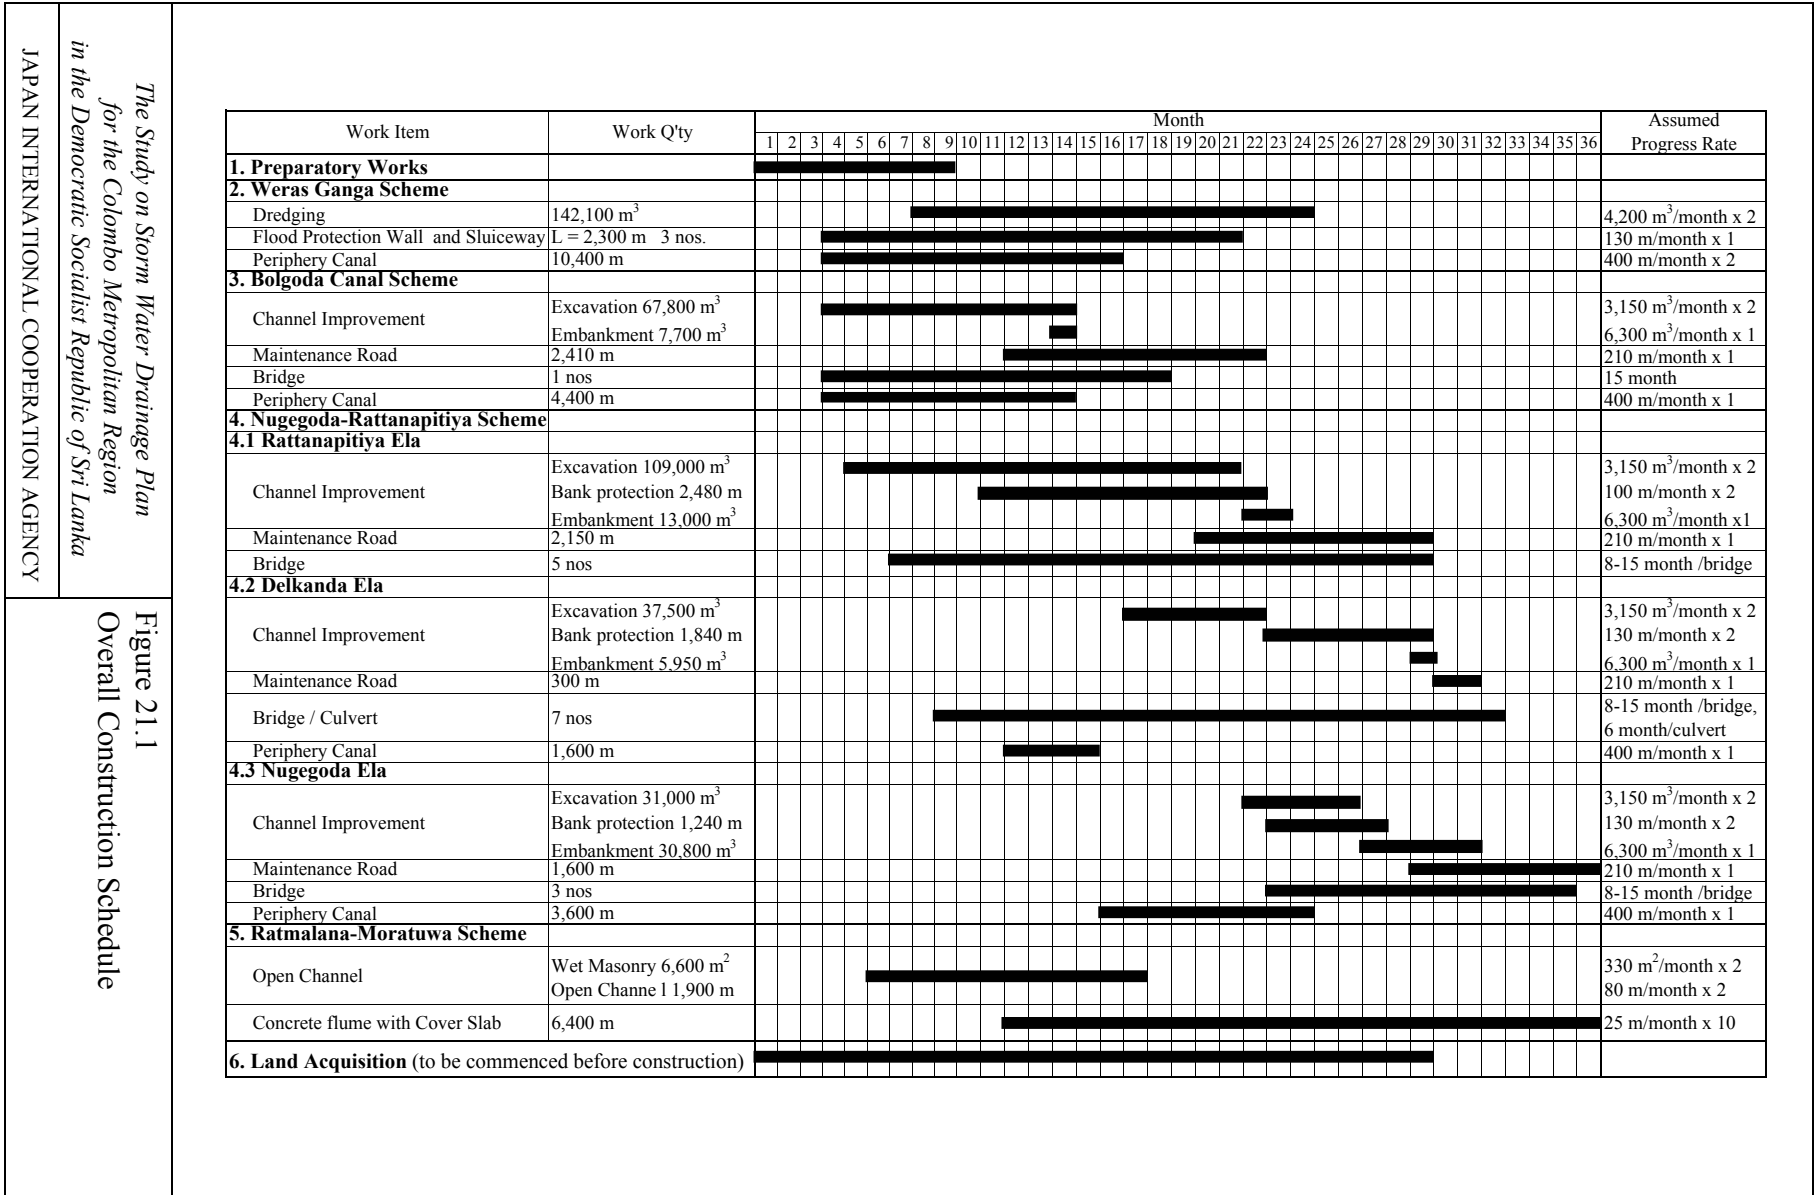 The Study on Storm Water Drainage Plan
for the Colombo Metropolitan Region
in the Democratic Socialist Republic of Sri Lanka
JAPAN INTERNATIONAL COOPERATION AGENCY
Figure 21.1
Overall Construction Schedule
Work Item Work Q'ty Month Assumed
Progress Rate
1 2 3 4 5 6 7 8 9 10 11 12 13 14 15 16 17 18 19 20 21 22 23 24 25 26 27 28 29 30 31 32 33 34 35 36
1. Preparatory Works
2. Weras Ganga Scheme
Dredging 142,100 m³ 4,200 m³/month x 2
Flood Protection Wall and Sluiceway L = 2,300 m 3 nos. 130 m/month x 1
Periphery Canal 10,400 m 400 m/month x 2
3. Bolgoda Canal Scheme
Channel Improvement
Excavation 67,800 m³ 3,150 m³/month x 2
Embankment 7,700 m³ 6,300 m³/month x 1
Maintenance Road 2,410 m 210 m/month x 1
Bridge 1 nos 15 month
Periphery Canal 4,400 m 400 m/month x 1
4. Nugegoda-Rattanapitiya Scheme
4.1 Rattanapitiya Ela
Excavation 109,000 m³ 3,150 m³/month x 2
Channel Improvement Bank protection 2,480 m 100 m/month x 2
Embankment 13,000 m³ 6,300 m³/month x1
Maintenance Road 2,150 m 210 m/month x 1
Bridge 5 nos 8-15 month /bridge
4.2 Delkanda Ela
Excavation 37,500 m³ 3,150 m³/month x 2
Channel Improvement Bank protection 1,840 m 130 m/month x 2
Embankment 5,950 m³ 6,300 m³/month x 1
Maintenance Road 300 m 210 m/month x 1
Bridge / Culvert 7 nos 8-15 month /bridge,
6 month/culvert
Periphery Canal 1,600 m 400 m/month x 1
4.3 Nugegoda Ela
Excavation 31,000 m³ 3,150 m³/month x 2
Channel Improvement Bank protection 1,240 m 130 m/month x 2
Embankment 30,800 m³ 6,300 m³/month x 1
Maintenance Road 1,600 m 210 m/month x 1
Bridge 3 nos 8-15 month /bridge
Periphery Canal 3,600 m 400 m/month x 1
5. Ratmalana-Moratuwa Scheme
Open Channel
Wet Masonry 6,600 m² 330 m²/month x 2
Open Channe l 1,900 m 80 m/month x 2
Concrete flume with Cover Slab 6,400 m 25 m/month x 10
6. Land Acquisition (to be commenced before construction)